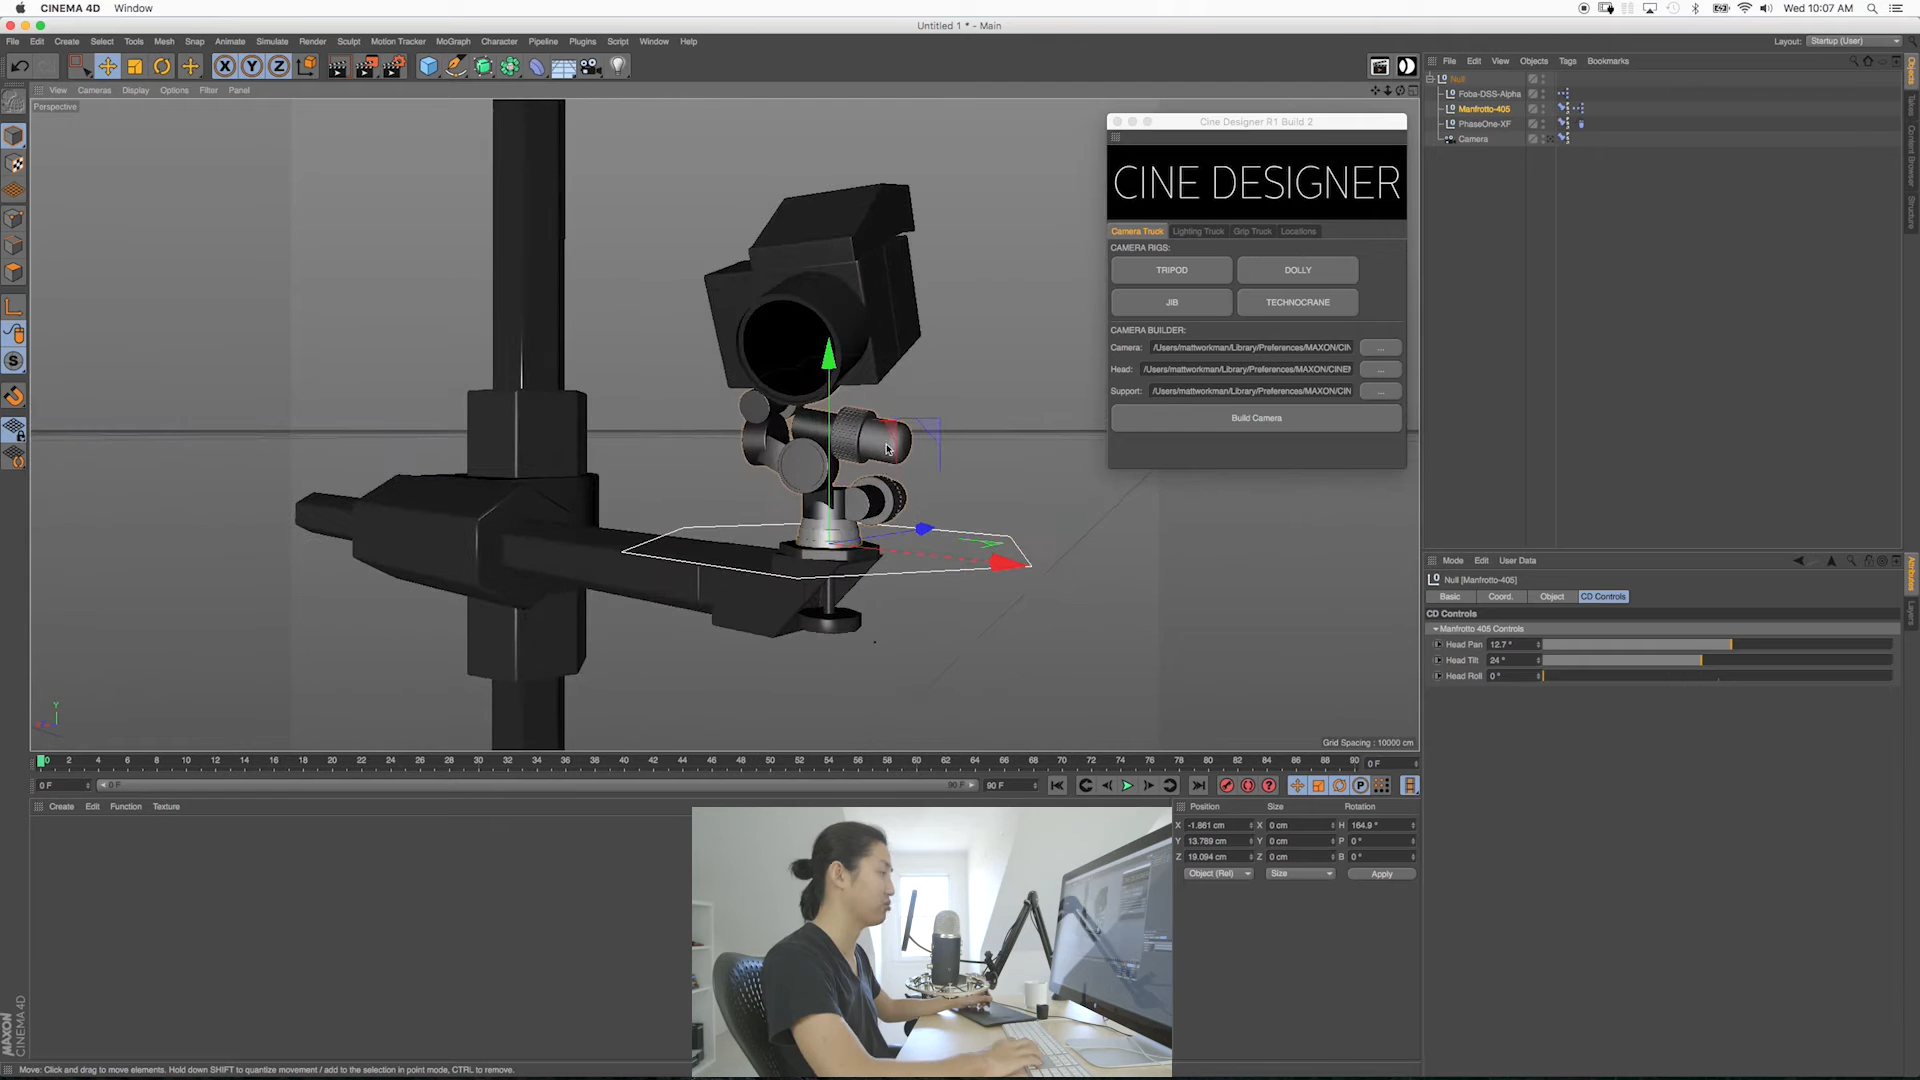 CINEMA 4D Window
Wed 10:07 AM
Untitled 1 * - Main
File Edit Create Select Tools Mesh Snap Animate Simulate Render Sculpt Motion Tracker MoGraph Character Pipeline Plugins Script Window Help
Layout: Startup (User)
X Y Z
File Edit View Objects Tags Bookmarks
Null
Foba-DSS-Alpha
Manfrotto-405
PhaseOne-XF
Camera
View Cameras Display Options Filter Panel
Perspective
Cine Designer R1 Build 2
CINE DESIGNER
Camera Truck Lighting Truck Grip Truck Locations
CAMERA RIGS:
TRIPOD DOLLY
JIB TECHNOCRANE
CAMERA BUILDER:
Camera: /Users/mattworkman/Library/Preferences/MAXON/CIN ...
Head: /Users/mattworkman/Library/Preferences/MAXON/CINE ...
Support: /Users/mattworkman/Library/Preferences/MAXON/CIN ...
Build Camera
Objects
Takes
Content Browser
Structure
Mode Edit User Data
Null [Manfrotto-405]
Basic Coord. Object CD Controls
CD Controls
Manfrotto 405 Controls
Head Pan 12.7 °
Head Tilt 24 °
Head Roll 0 °
Attributes
Layers
Y
Grid Spacing : 10000 cm
0 2 4 6 8 10 12 14 16 18 20 22 24 26 28 30 32 34 36 38 40 42 44 46 48 50 52 54 56 58 60 62 64 66 68 70 72 74 76 78 80 82 84 86 88 90 0 F
0 F 0 F 90 F 90 F
Create Edit Function Texture
Position Size Rotation
X -1.861 cm X 0 cm H 164.9 °
Y 13.789 cm Y 0 cm P 0 °
Z 19.094 cm Z 0 cm B 0 °
Object (Rel) Size Apply
MAXON
CINEMA 4D
Move: Click and drag to move elements. Hold down SHIFT to quantize movement / add to the selection in point mode, CTRL to remove.